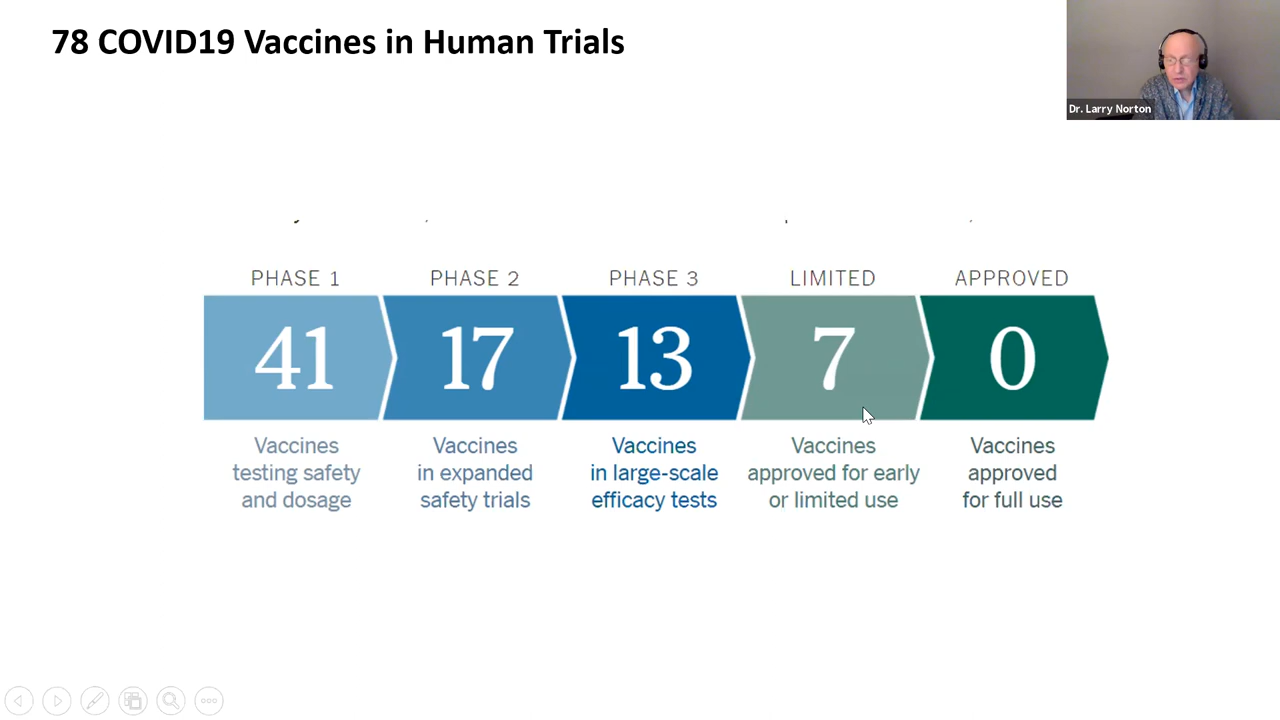 78 COVID19 Vaccines in Human Trials
Dr. Larry Norton
PHASE 1
PHASE 2
PHASE 3
LIMITED
APPROVED
41
17
13
7
0
Vaccines
testing safety
and dosage
Vaccines
in expanded
safety trials
Vaccines
in large-scale
efficacy tests
Vaccines
approved for early
or limited use
Vaccines
approved
for full use